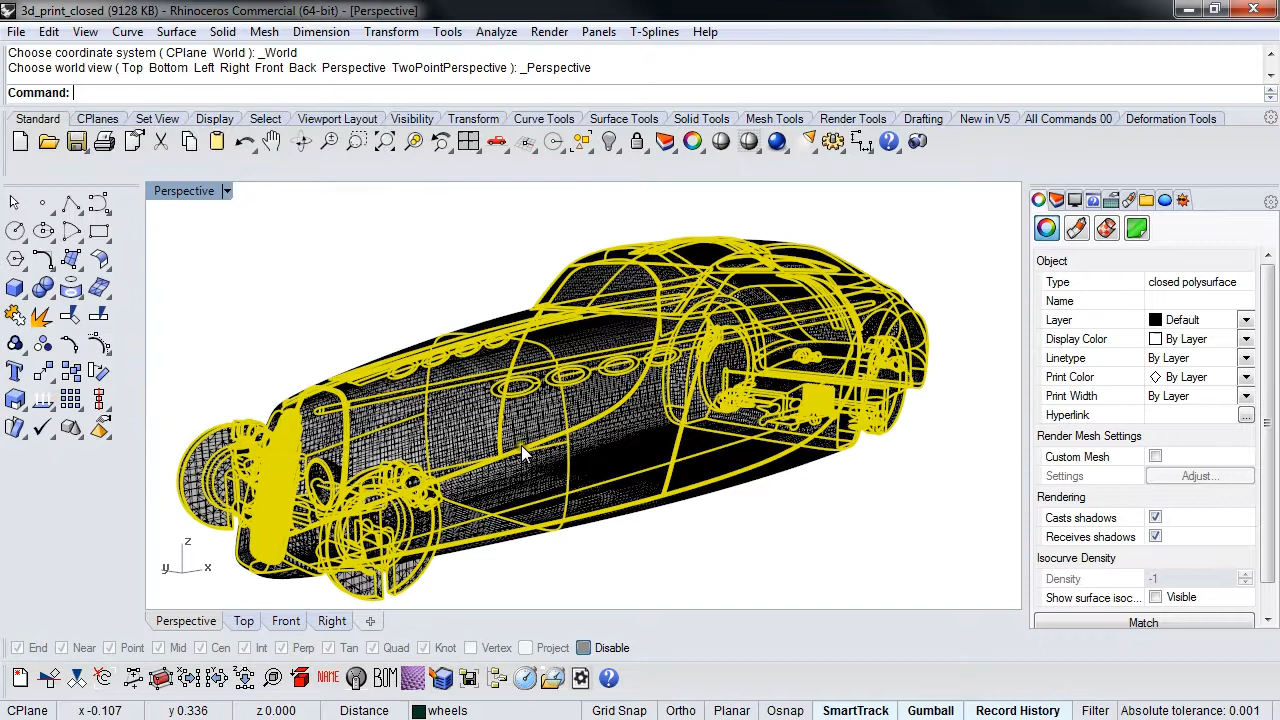 3d_print_closed (9128 KB) - Rhinoceros Commercial (64-bit) - [Perspective]
File Edit View Curve Surface Solid Mesh Dimension Transform Tools Analyze Render Panels T-Splines Help
Choose coordinate system ( CPlane World ): _World
Choose world view ( Top Bottom Left Right Front Back Perspective TwoPointPerspective ): _Perspective
Command:
Standard CPlanes Set View Display Select Viewport Layout Visibility Transform Curve Tools Surface Tools Solid Tools Mesh Tools Render Tools Drafting New in V5 All Commands 00 Deformation Tools
Perspective
Object
Type closed polysurface
Name
Layer Default
Display Color By Layer
Linetype By Layer
Print Color By Layer
Print Width By Layer
Hyperlink ...
Render Mesh Settings
Custom Mesh
Settings Adjust...
Rendering
Casts shadows
Receives shadows
Isocurve Density
Density -1
Show surface isoc... Visible
Match
z
y x
Perspective Top Front Right
End Near Point Mid Cen Int Perp Tan Quad Knot Vertex Project Disable
NAME BOM
CPlane x -0.107 y 0.336 z 0.000 Distance wheels Grid Snap Ortho Planar Osnap SmartTrack Gumball Record History Filter Absolute tolerance: 0.001